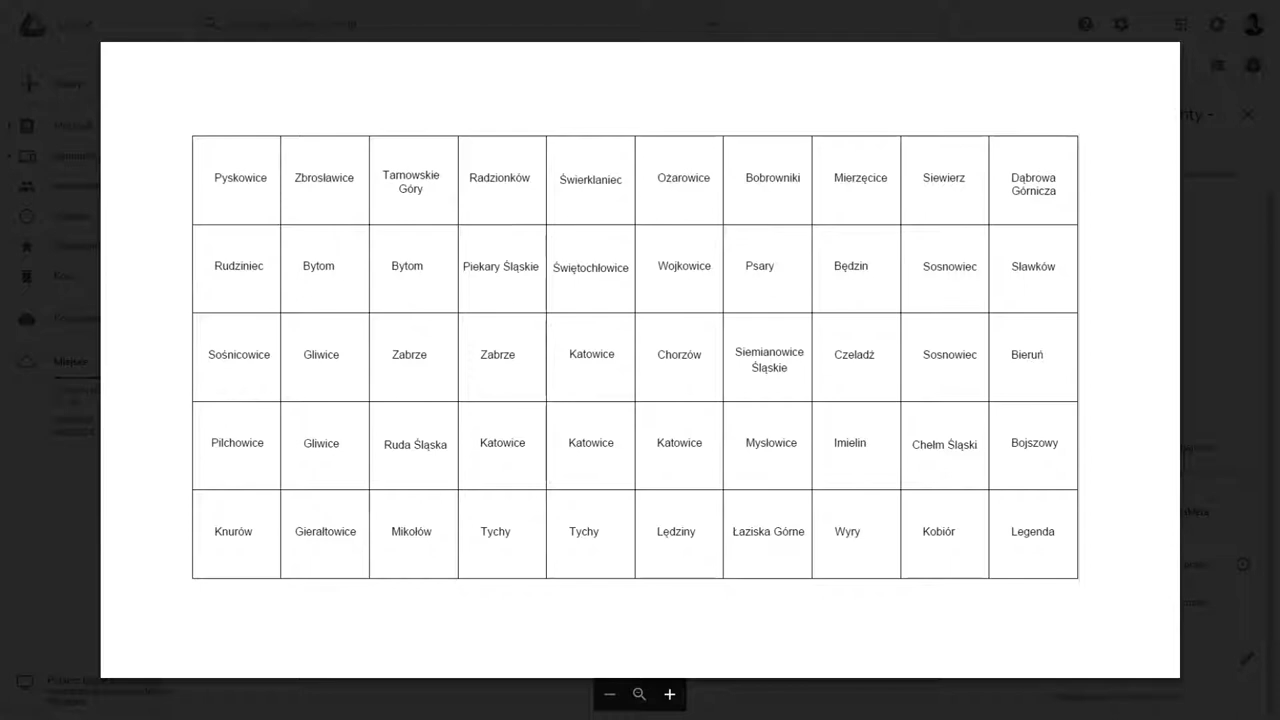 Pyskowice
Zbrosławice
Tarnowskie
Góry
Radzionków
Świerklaniec
Ożarowice
Bobrowniki
Mierzęcice
Siewierz
Dąbrowa
Górnicza
Rudziniec
Bytom
Bytom
Piekary Śląskie
Świętochłowice
Wojkowice
Psary
Będzin
Sosnowiec
Sławków
Sośnicowice
Gliwice
Zabrze
Zabrze
Katowice
Chorzów
Siemianowice
Śląskie
Czeladź
Sosnowiec
Bieruń
Pilchowice
Gliwice
Ruda Śląska
Katowice
Katowice
Katowice
Mysłowice
Imielin
Chełm Śląski
Bojszowy
Knurów
Gierałtowice
Mikołów
Tychy
Tychy
Lędziny
Łaziska Górne
Wyry
Kobiór
Legenda